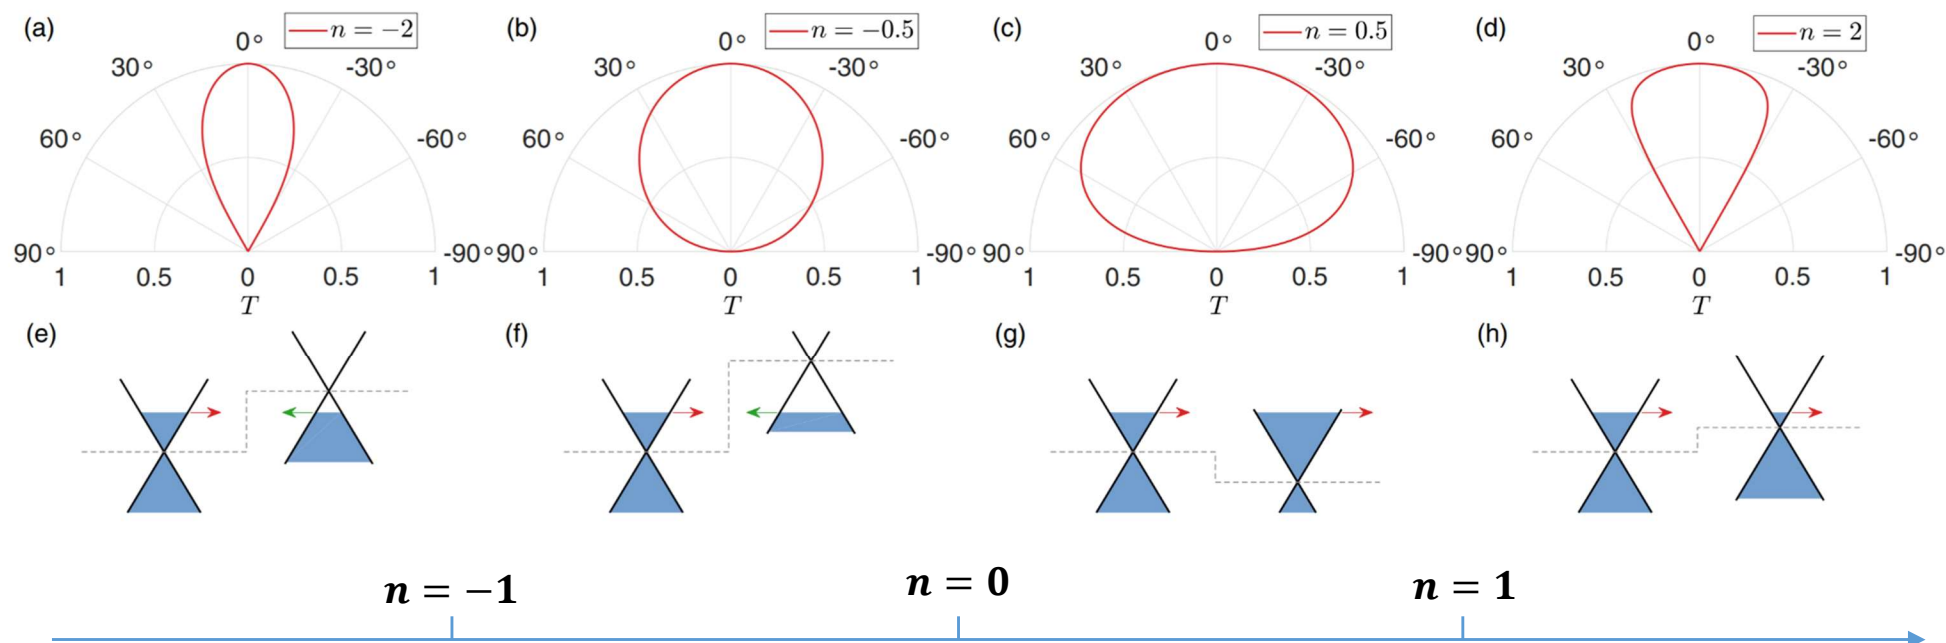 (a)
n = −2
0°
30°
-30°
60°
-60°
90°
-90°
1
0.5
0
0.5
1
T
(b)
n = −0.5
0°
30°
-30°
60°
-60°
90°
-90°
1
0.5
0
0.5
1
T
(c)
n = 0.5
0°
30°
-30°
60°
-60°
90°
-90°
1
0.5
0
0.5
1
T
(d)
n = 2
0°
30°
-30°
60°
-60°
90°
-90°
1
0.5
0
0.5
1
T
(e)
(f)
(g)
(h)
n = −1
n = 0
n = 1